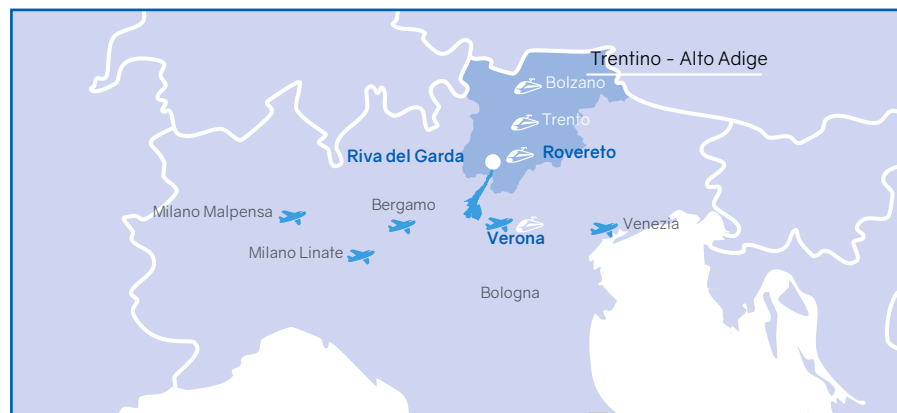 Trentino - Alto Adige
Bolzano
Trento
Riva del Garda
Rovereto
Bergamo
Milano Malpensa
Venezia
Verona
Milano Linate
Bologna